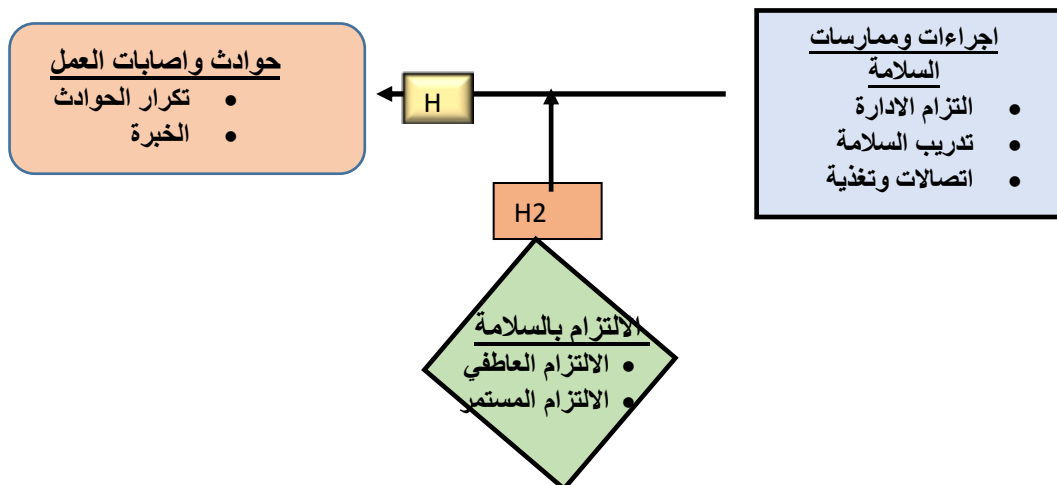 اجراءات وممارسات
السلامة
• التزام الادارة
• تدريب السلامة
• اتصالات وتغذية
H
حوادث واصابات العمل
• تكرار الحوادث
• الخبرة
H2
الالتزام بالسلامة
• الالتزام العاطفي
• الالتزام المستمر